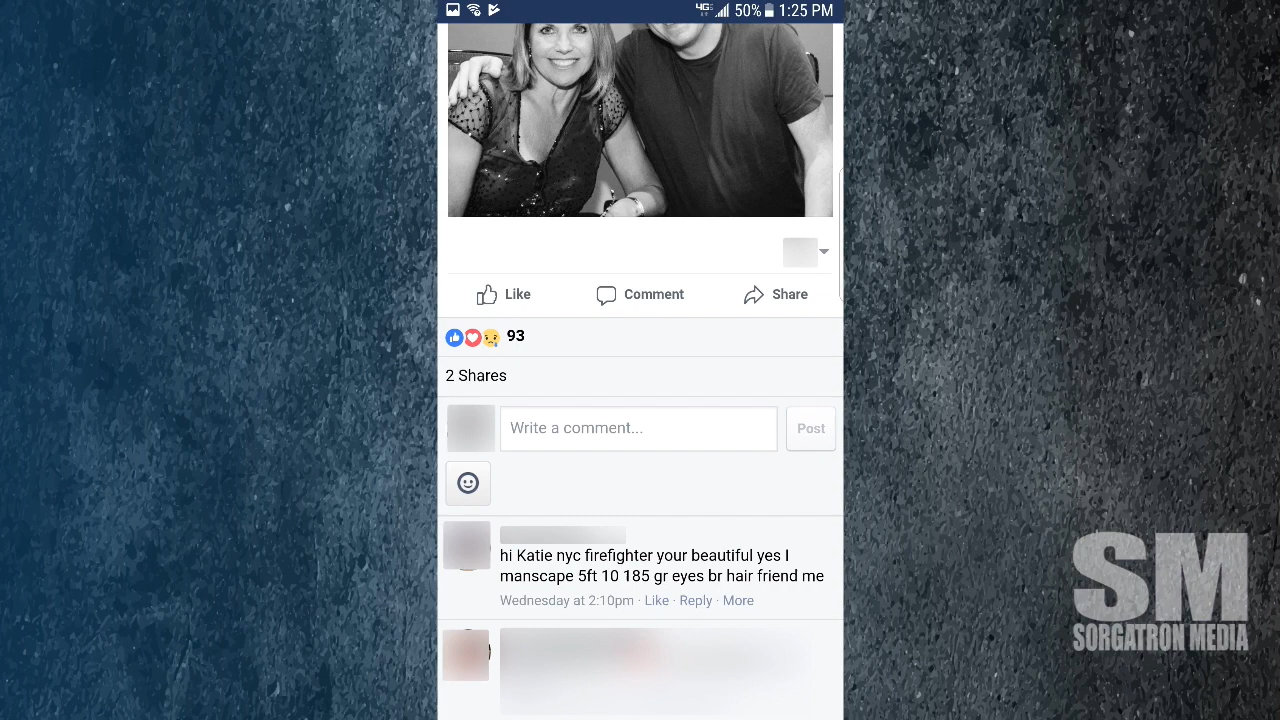 4G 50% 1:25 PM
Like Comment Share
93
2 Shares
Write a comment... Post
hi Katie nyc firefighter your beautiful yes I
manscape 5ft 10 185 gr eyes br hair friend me
Wednesday at 2:10pm · Like · Reply · More
SM
SORGATRON MEDIA